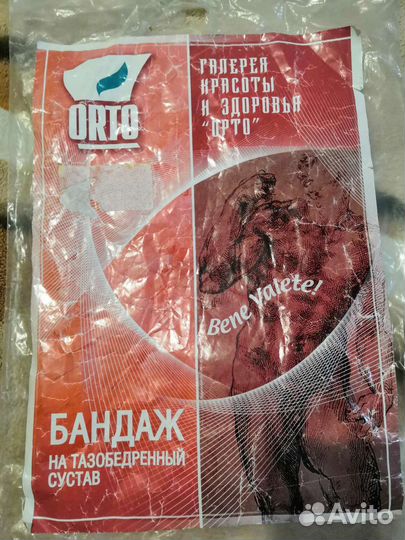 ORTO
ГАЛЕРЕЯ
КРАСОТЫ
И ЗДОРОВЬЯ
"ОРТО"
Bene Valete!
БАНДАЖ
НА ТАЗОБЕДРЕННЫЙ
СУСТАВ
Avito